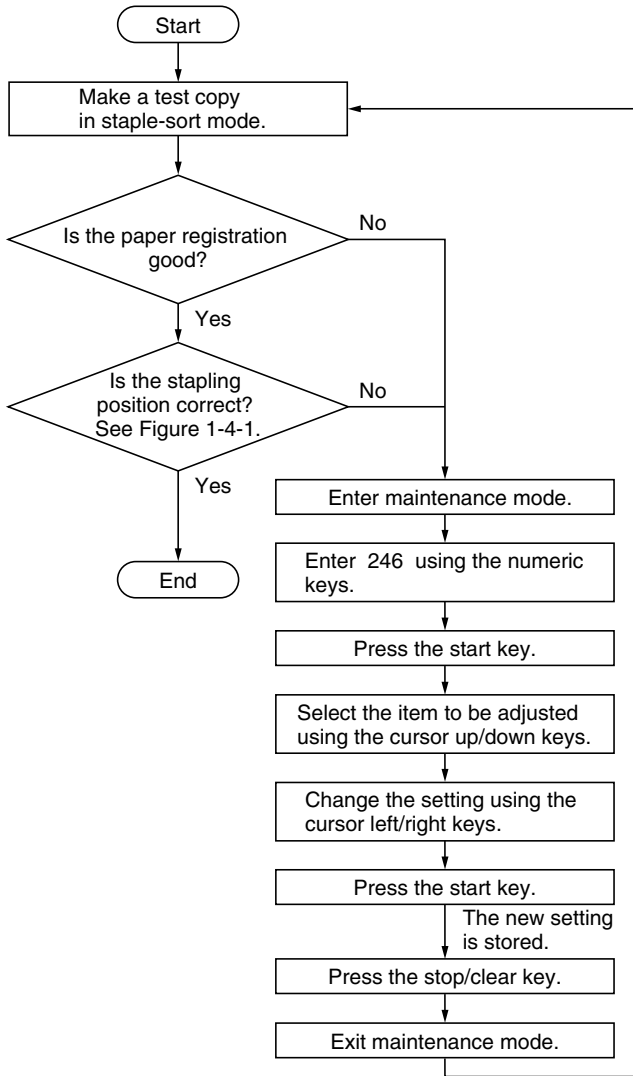 Start
Make a test copy
in staple-sort mode.
Is the paper registration
good?
No
Yes
Is the stapling
position correct?
See Figure 1-4-1.
No
Yes
End
Enter maintenance mode.
Enter  246  using the numeric
keys.
Press the start key.
Select the item to be adjusted
using the cursor up/down keys.
Change the setting using the
cursor left/right keys.
Press the start key.
The new setting
is stored.
Press the stop/clear key.
Exit maintenance mode.